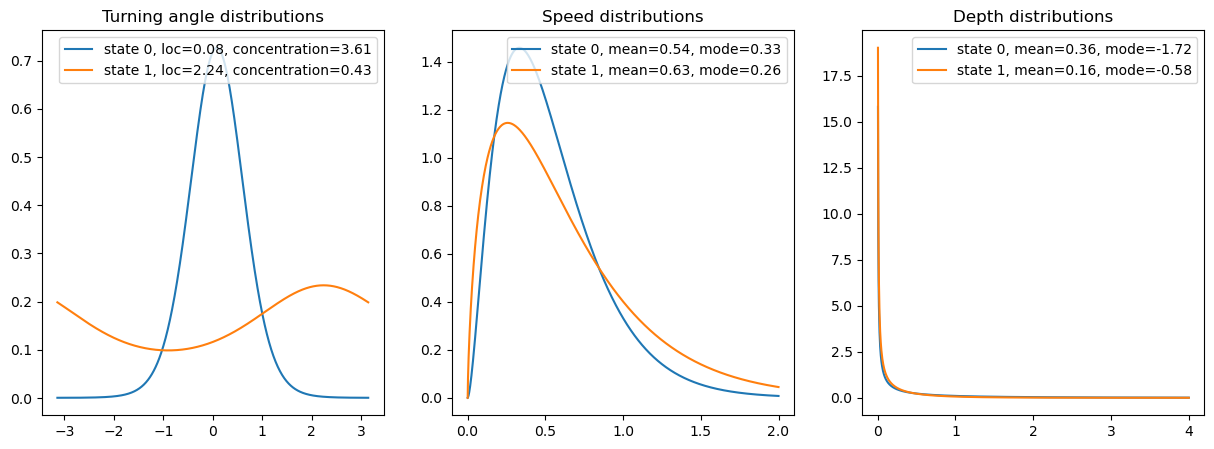 Turning angle distributions
state 0, loc=0.08, concentration=3.61
state 1, loc=2.24, concentration=0.43
0.7
0.6
0.5
0.4
0.3
0.2
0.1
0.0
−3 −2 −1 0 1 2 3
Speed distributions
state 0, mean=0.54, mode=0.33
state 1, mean=0.63, mode=0.26
1.4
1.2
1.0
0.8
0.6
0.4
0.2
0.0
0.0 0.5 1.0 1.5 2.0
Depth distributions
state 0, mean=0.36, mode=-1.72
state 1, mean=0.16, mode=-0.58
17.5
15.0
12.5
10.0
7.5
5.0
2.5
0.0
0 1 2 3 4